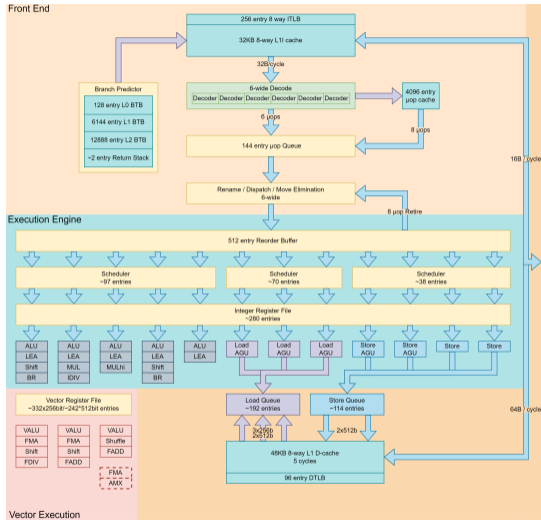 Front End
256 entry 8 way ITLB
32KB 8-way L1I cache
32B/cycle
Branch Predictor
128 entry L0 BTB
6144 entry L1 BTB
12888 entry L2 BTB
~2 entry Return Stack
6-wide Decode
Decoder Decoder Decoder Decoder Decoder Decoder
4096 entry
μop cache
6 μops
8 μops
144 entry μop Queue
16B / cycle
Rename / Dispatch / Move Elimination
6-wide
8 μop Retire
Execution Engine
512 entry Reorder Buffer
Scheduler
~97 entries
Scheduler
~70 entries
Scheduler
~38 entries
Integer Register File
~280 entries
ALU
LEA
Shift
BR
ALU
LEA
MUL
IDIV
ALU
LEA
MULHi
ALU
LEA
Shift
BR
ALU
LEA
Load
AGU
Load
AGU
Load
AGU
Store
AGU
Store
AGU
Store
Store
Vector Register File
~332x256bit/~242*512bit entries
Load Queue
~192 entries
Store Queue
~114 entries
64B / cycle
VALU
FMA
Shift
FDIV
VALU
FMA
Shift
FADD
VALU
Shuffle
FADD
FMA
AMX
3x256b
2x512b
2x512b
48KB 8-way L1 D-cache
5 cycles
96 entry DTLB
Vector Execution